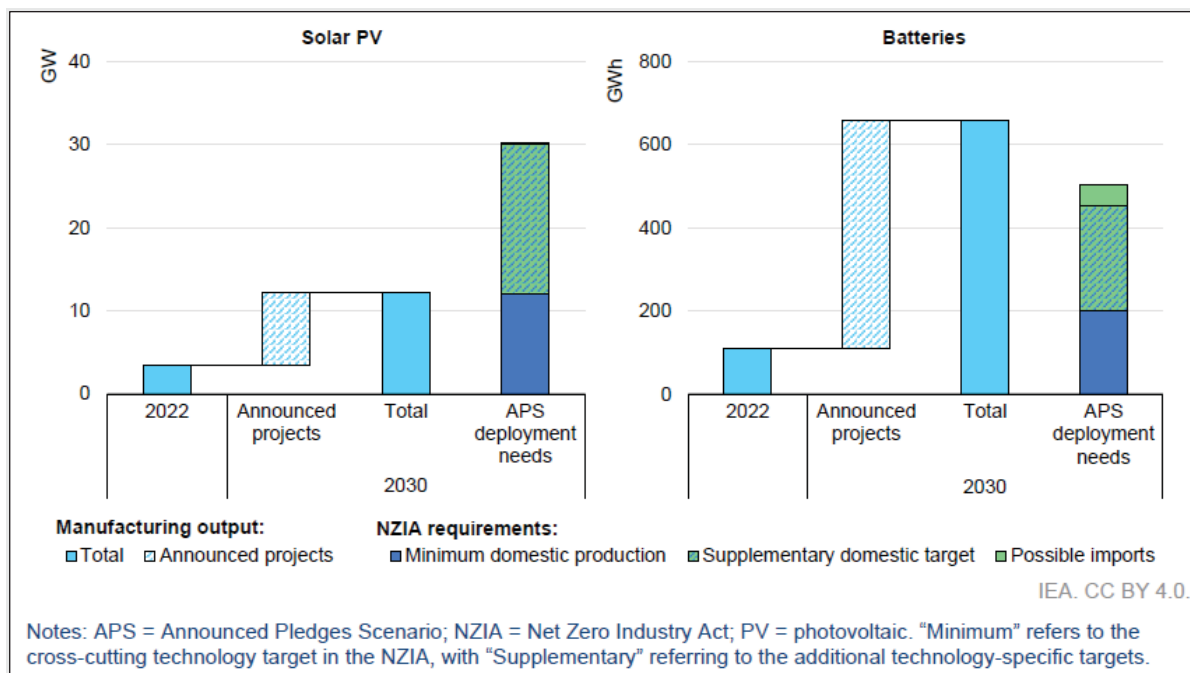 Solar PV
GW
40
30
20
10
0
2022
Announced
projects
Total
APS
deployment
needs
2030
Batteries
GWh
800
600
400
200
0
2022
Announced
projects
Total
APS
deployment
needs
2030
Manufacturing output:
Total
Announced projects
NZIA requirements:
Minimum domestic production
Supplementary domestic target
Possible imports
IEA. CC BY 4.0.
Notes: APS = Announced Pledges Scenario; NZIA = Net Zero Industry Act; PV = photovoltaic. “Minimum” refers to the
cross-cutting technology target in the NZIA, with “Supplementary” referring to the additional technology-specific targets.